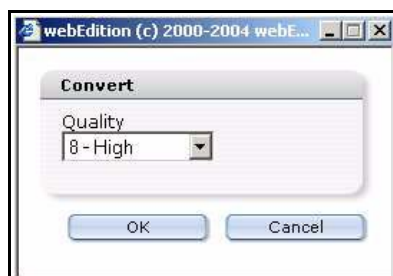 webEdition (c) 2000-2004 webE...
Convert
Quality
8 - High
OK Cancel